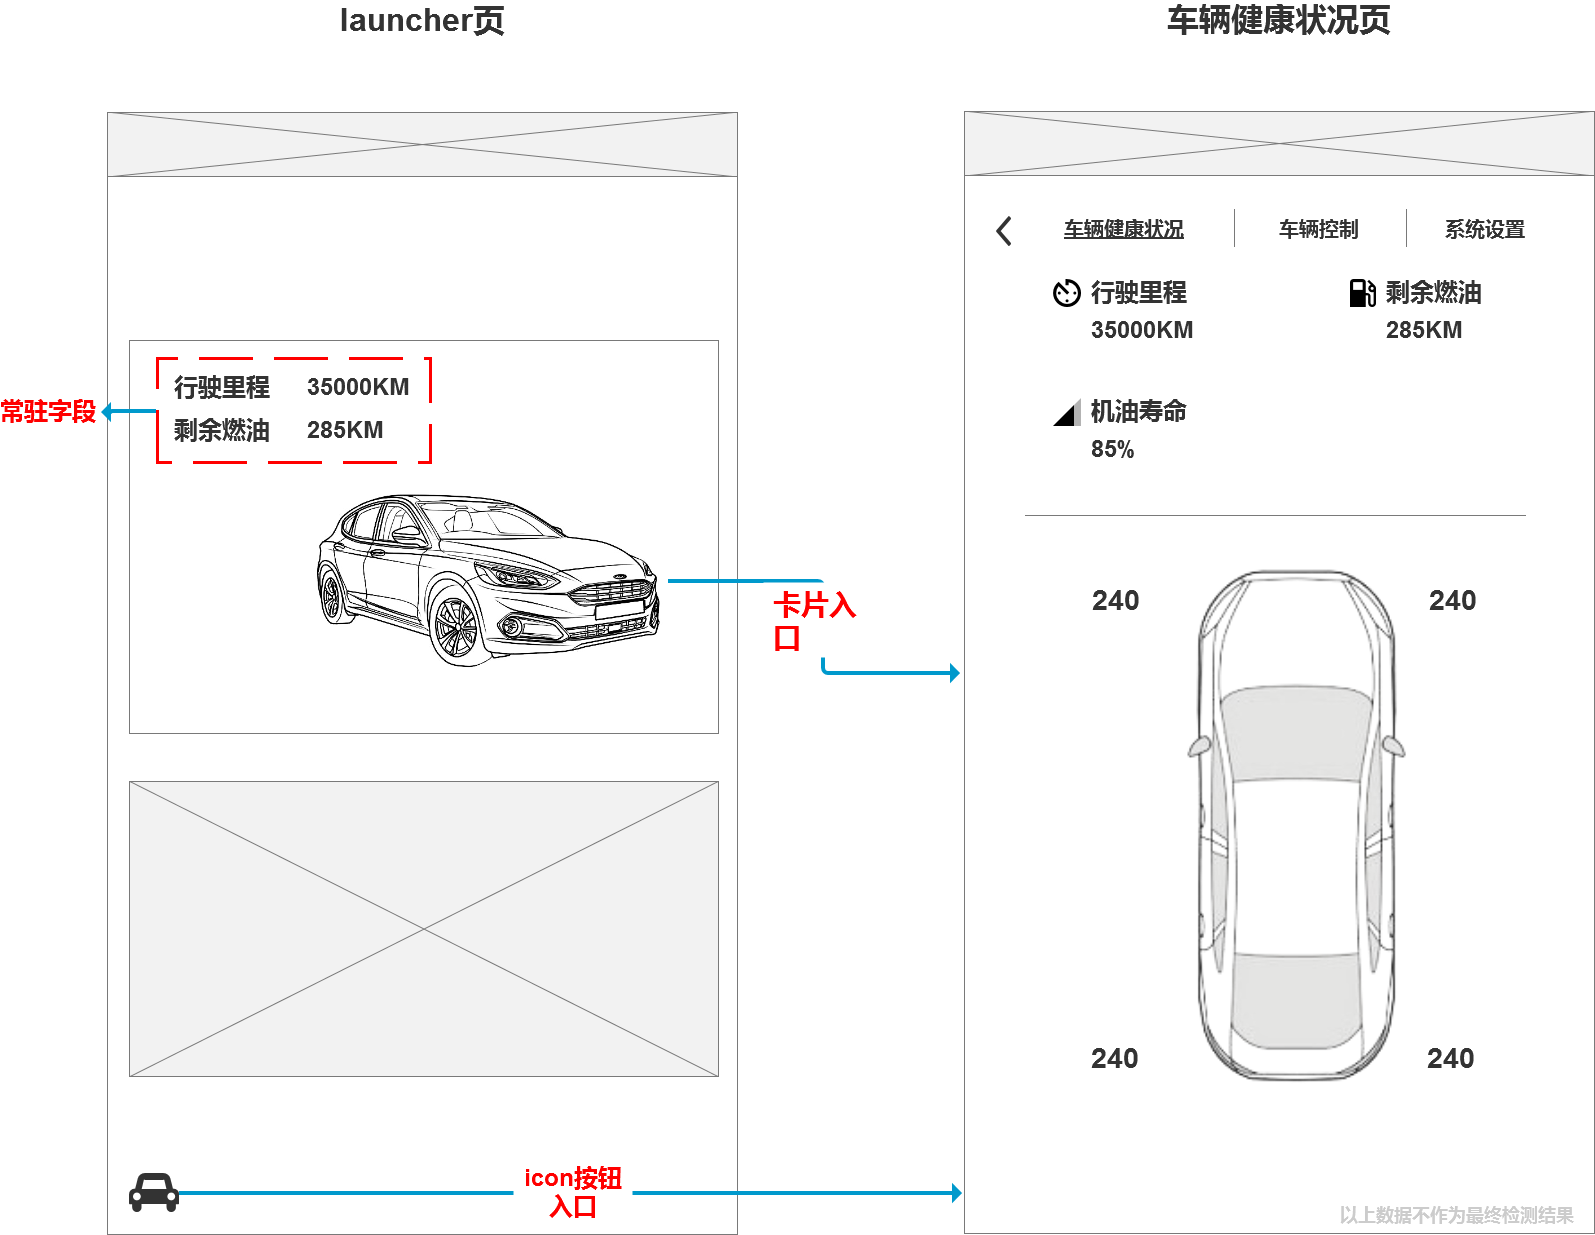 launcher页
车辆健康状况页
车辆健康状况
车辆控制
系统设置
行驶里程
剩余燃油
35000KM
285KM
行驶里程 35000KM
剩余燃油 285KM
常驻字段
机油寿命
85%
卡片入
口
240
240
240
240
icon按钮
入口
以上数据不作为最终检测结果